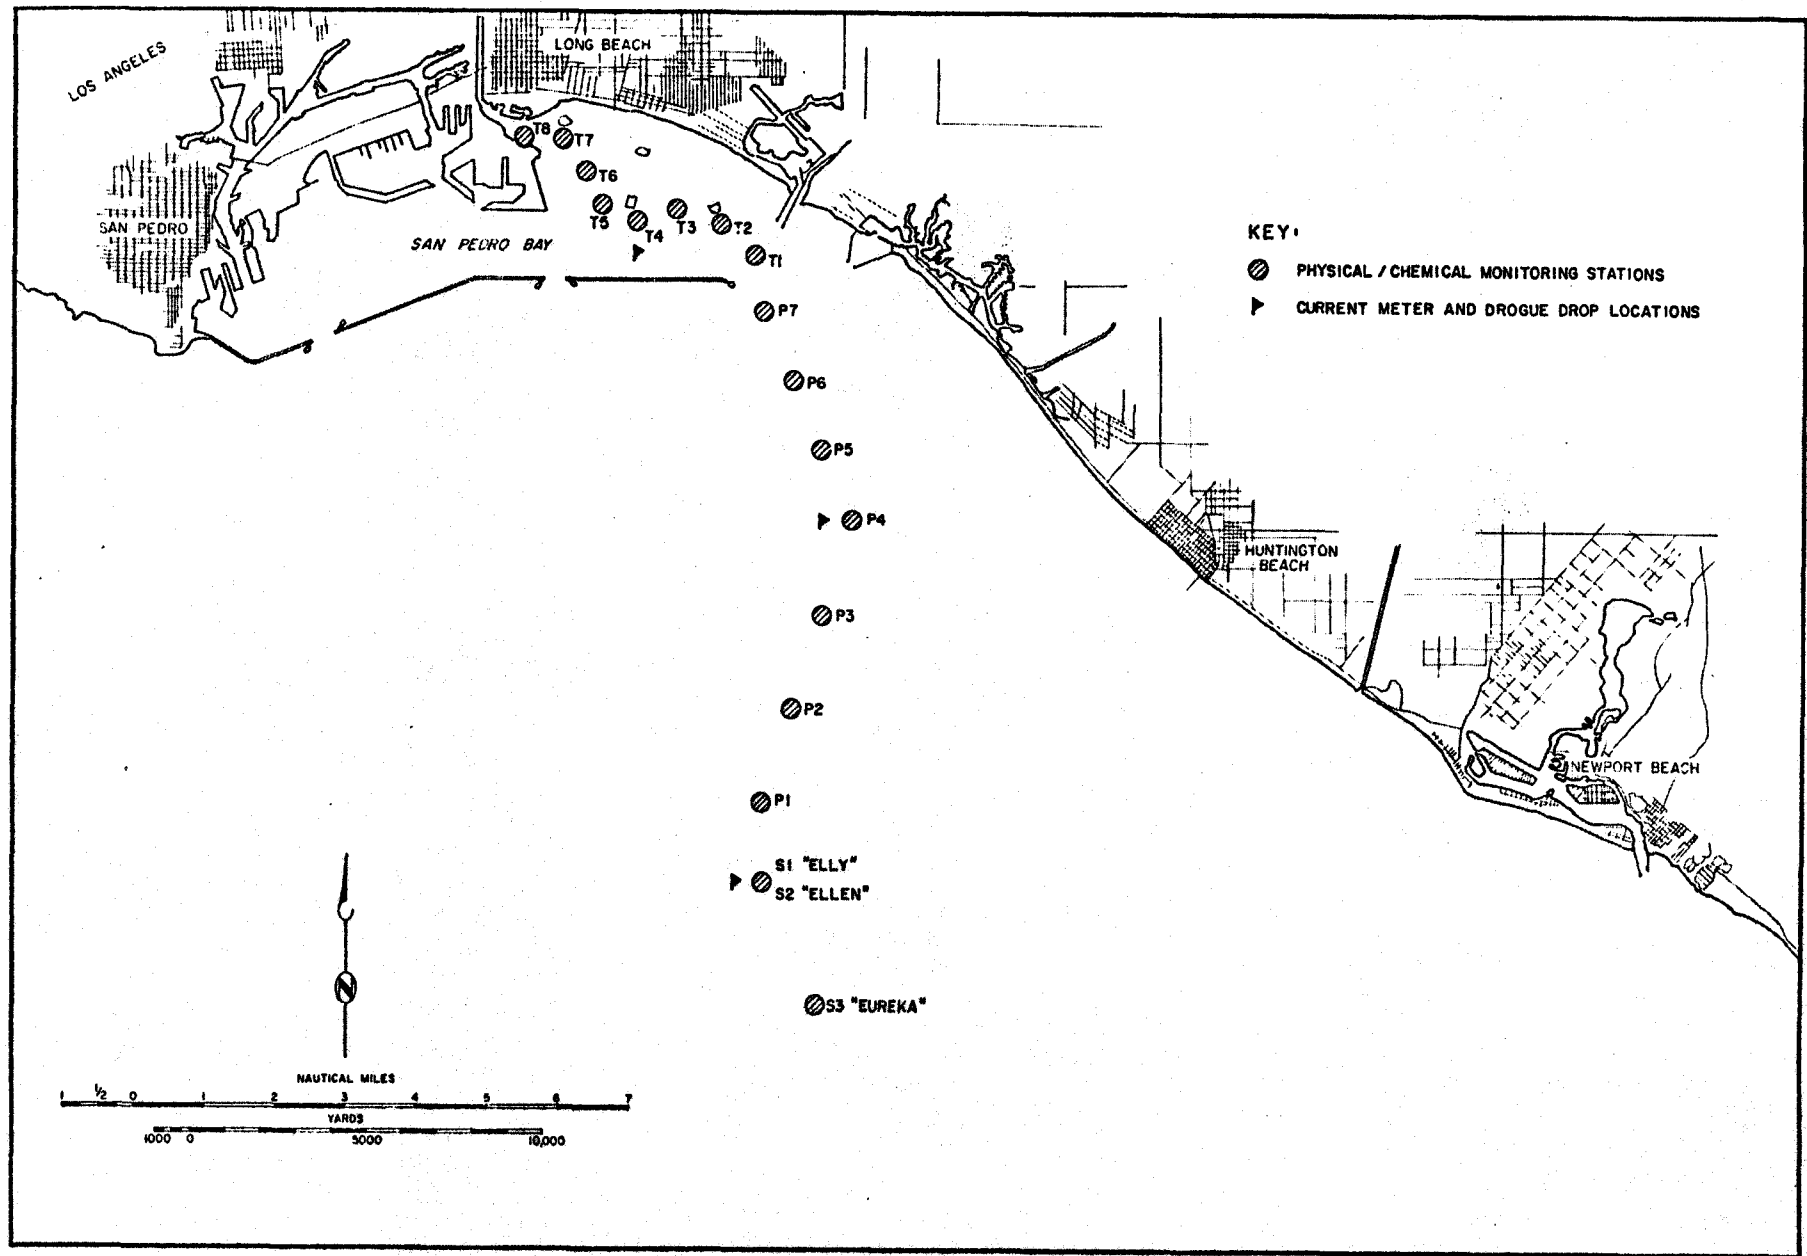 LOS ANGELES
LONG BEACH
T8
T7
T6
SAN PEDRO
T5
T4
T3
T2
SAN PEDRO BAY
T1
KEY:
PHYSICAL / CHEMICAL MONITORING STATIONS
CURRENT METER AND DROGUE DROP LOCATIONS
P7
P6
P5
P4
HUNTINGTON
BEACH
P3
P2
NEWPORT BEACH
P1
S1 "ELLY"
S2 "ELLEN"
N
S3 "EUREKA"
NAUTICAL MILES
1 1/2 0 1 2 3 4 5 6 7
YARDS
1000 0 5000 10,000